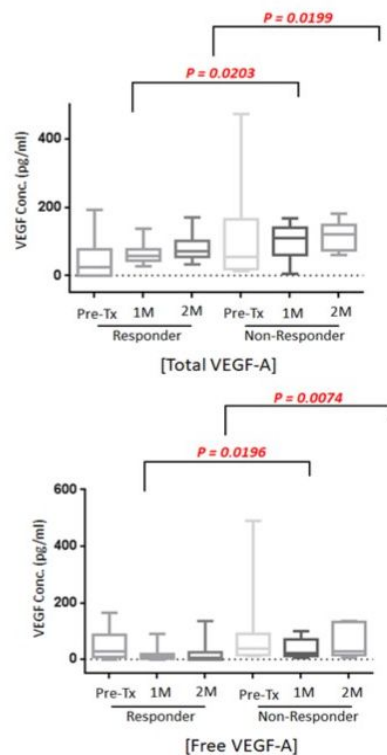 P = 0.0199
P = 0.0203
VEGF Conc. (pg/ml)
400
200
0
Pre-Tx 1M 2M Pre-Tx 1M 2M
Responder Non-Responder
[Total VEGF-A]
P = 0.0074
P = 0.0196
VEGF Conc. (pg/ml)
600
400
200
0
Pre-Tx 1M 2M Pre-Tx 1M 2M
Responder Non-Responder
[Free VEGF-A]